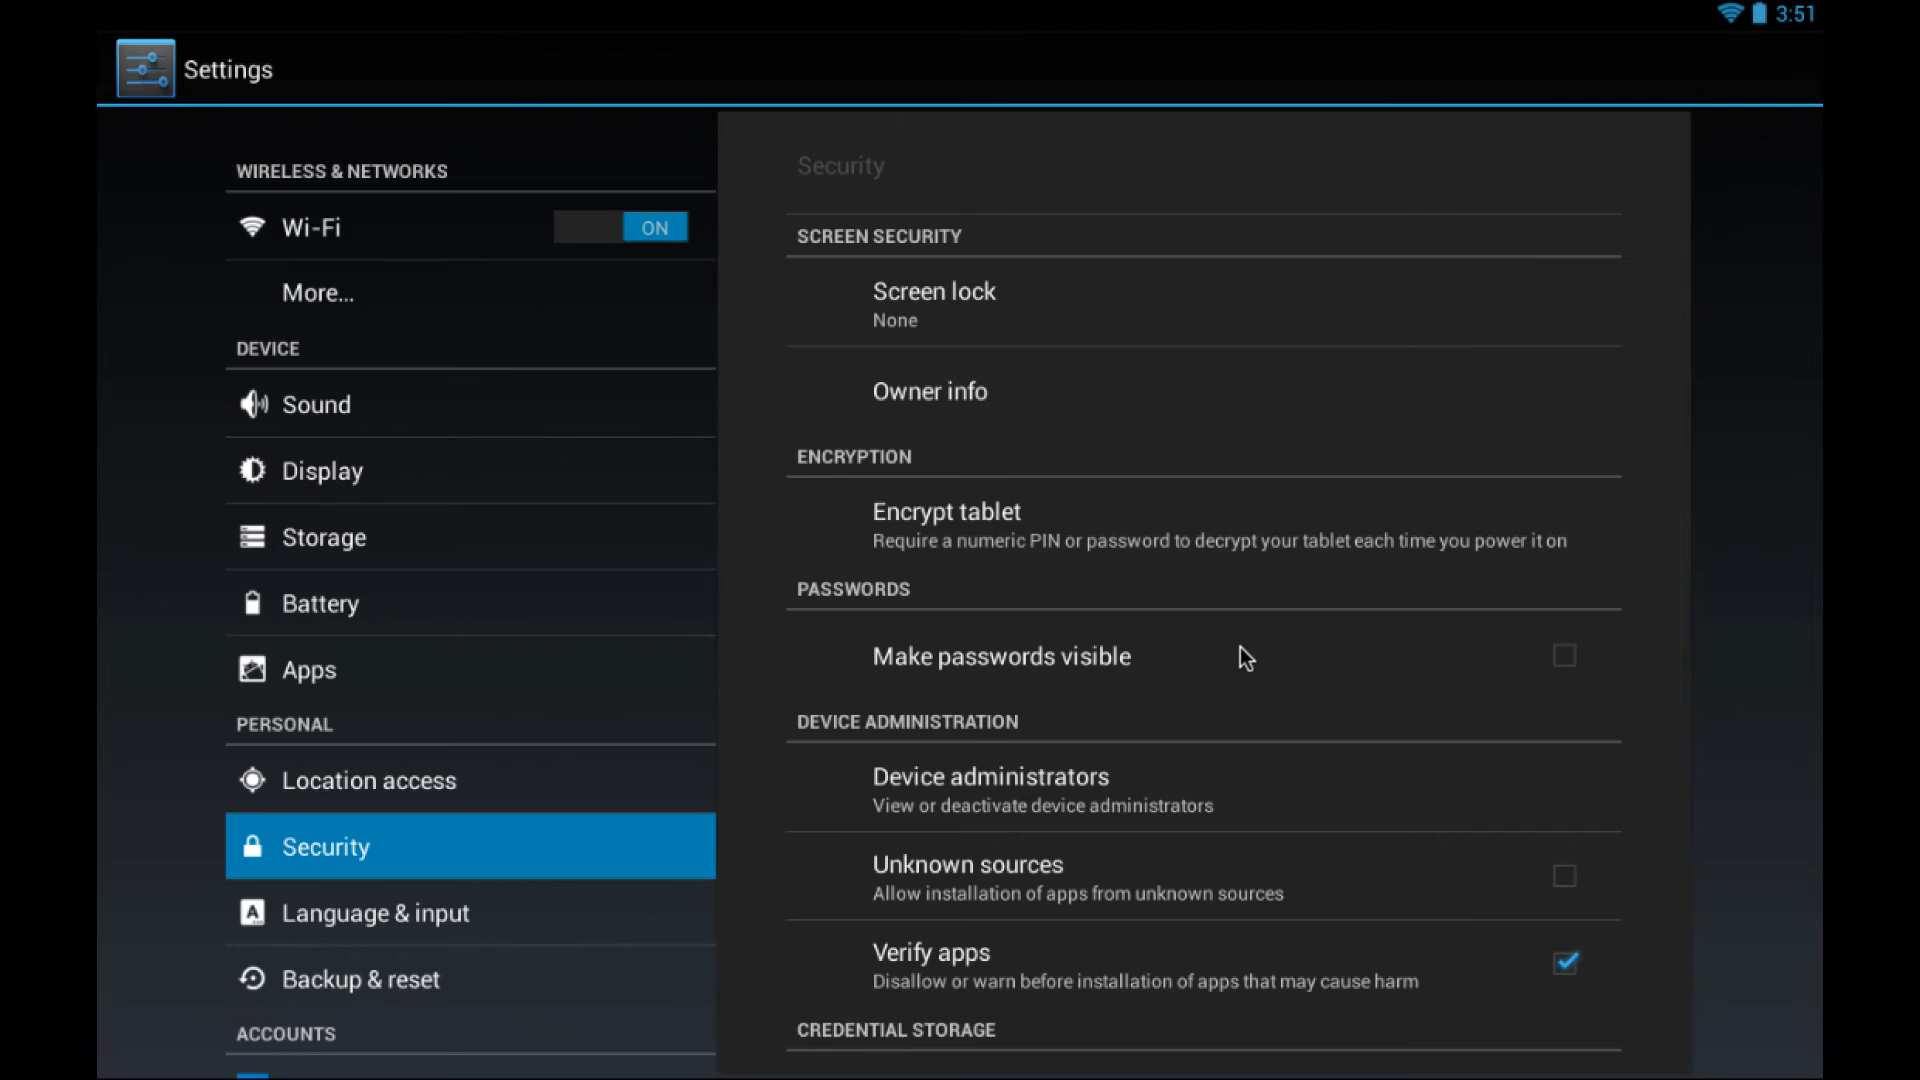 3:51
Settings
WIRELESS & NETWORKS
Wi-Fi
ON
More...
DEVICE
Sound
Display
Storage
Battery
Apps
PERSONAL
Location access
Security
Language & input
Backup & reset
ACCOUNTS
Security
SCREEN SECURITY
Screen lock
None
Owner info
ENCRYPTION
Encrypt tablet
Require a numeric PIN or password to decrypt your tablet each time you power it on
PASSWORDS
Make passwords visible
DEVICE ADMINISTRATION
Device administrators
View or deactivate device administrators
Unknown sources
Allow installation of apps from unknown sources
Verify apps
Disallow or warn before installation of apps that may cause harm
CREDENTIAL STORAGE